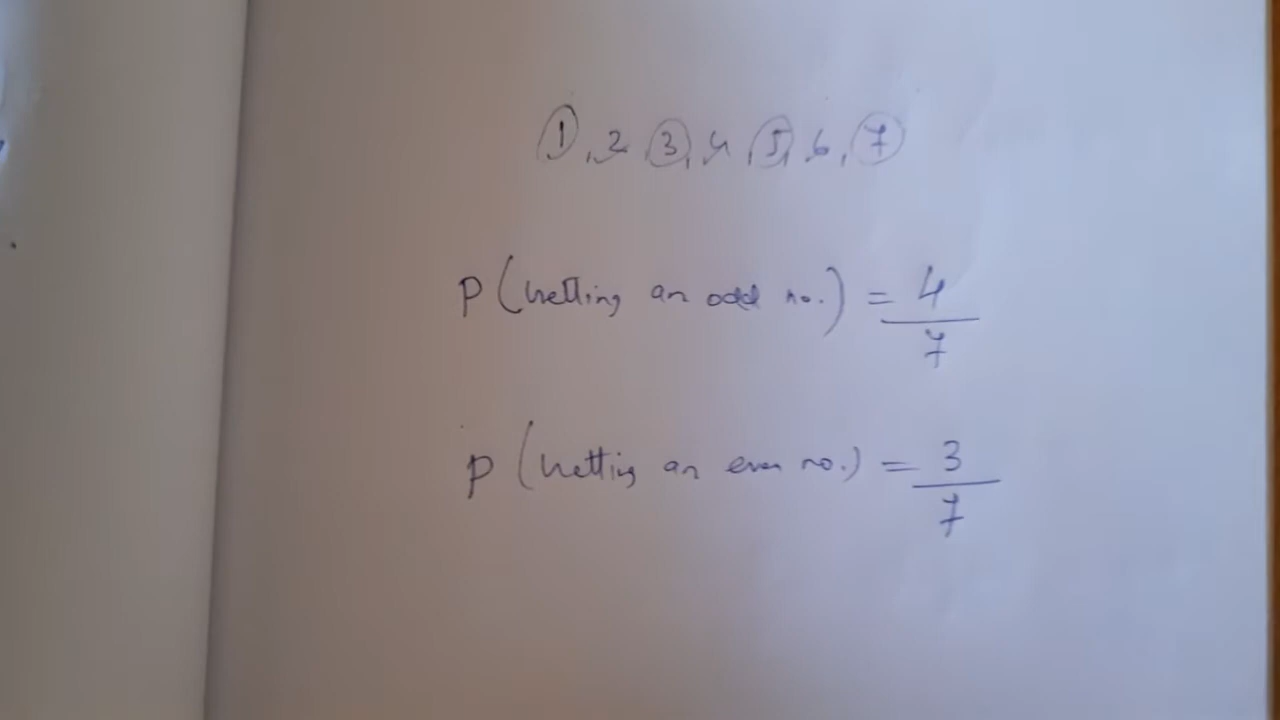 1, 2 3, 4, 5, 6, 7
P (Getting an odd no.) = 4/7
P (Getting an even no.) = 3/7